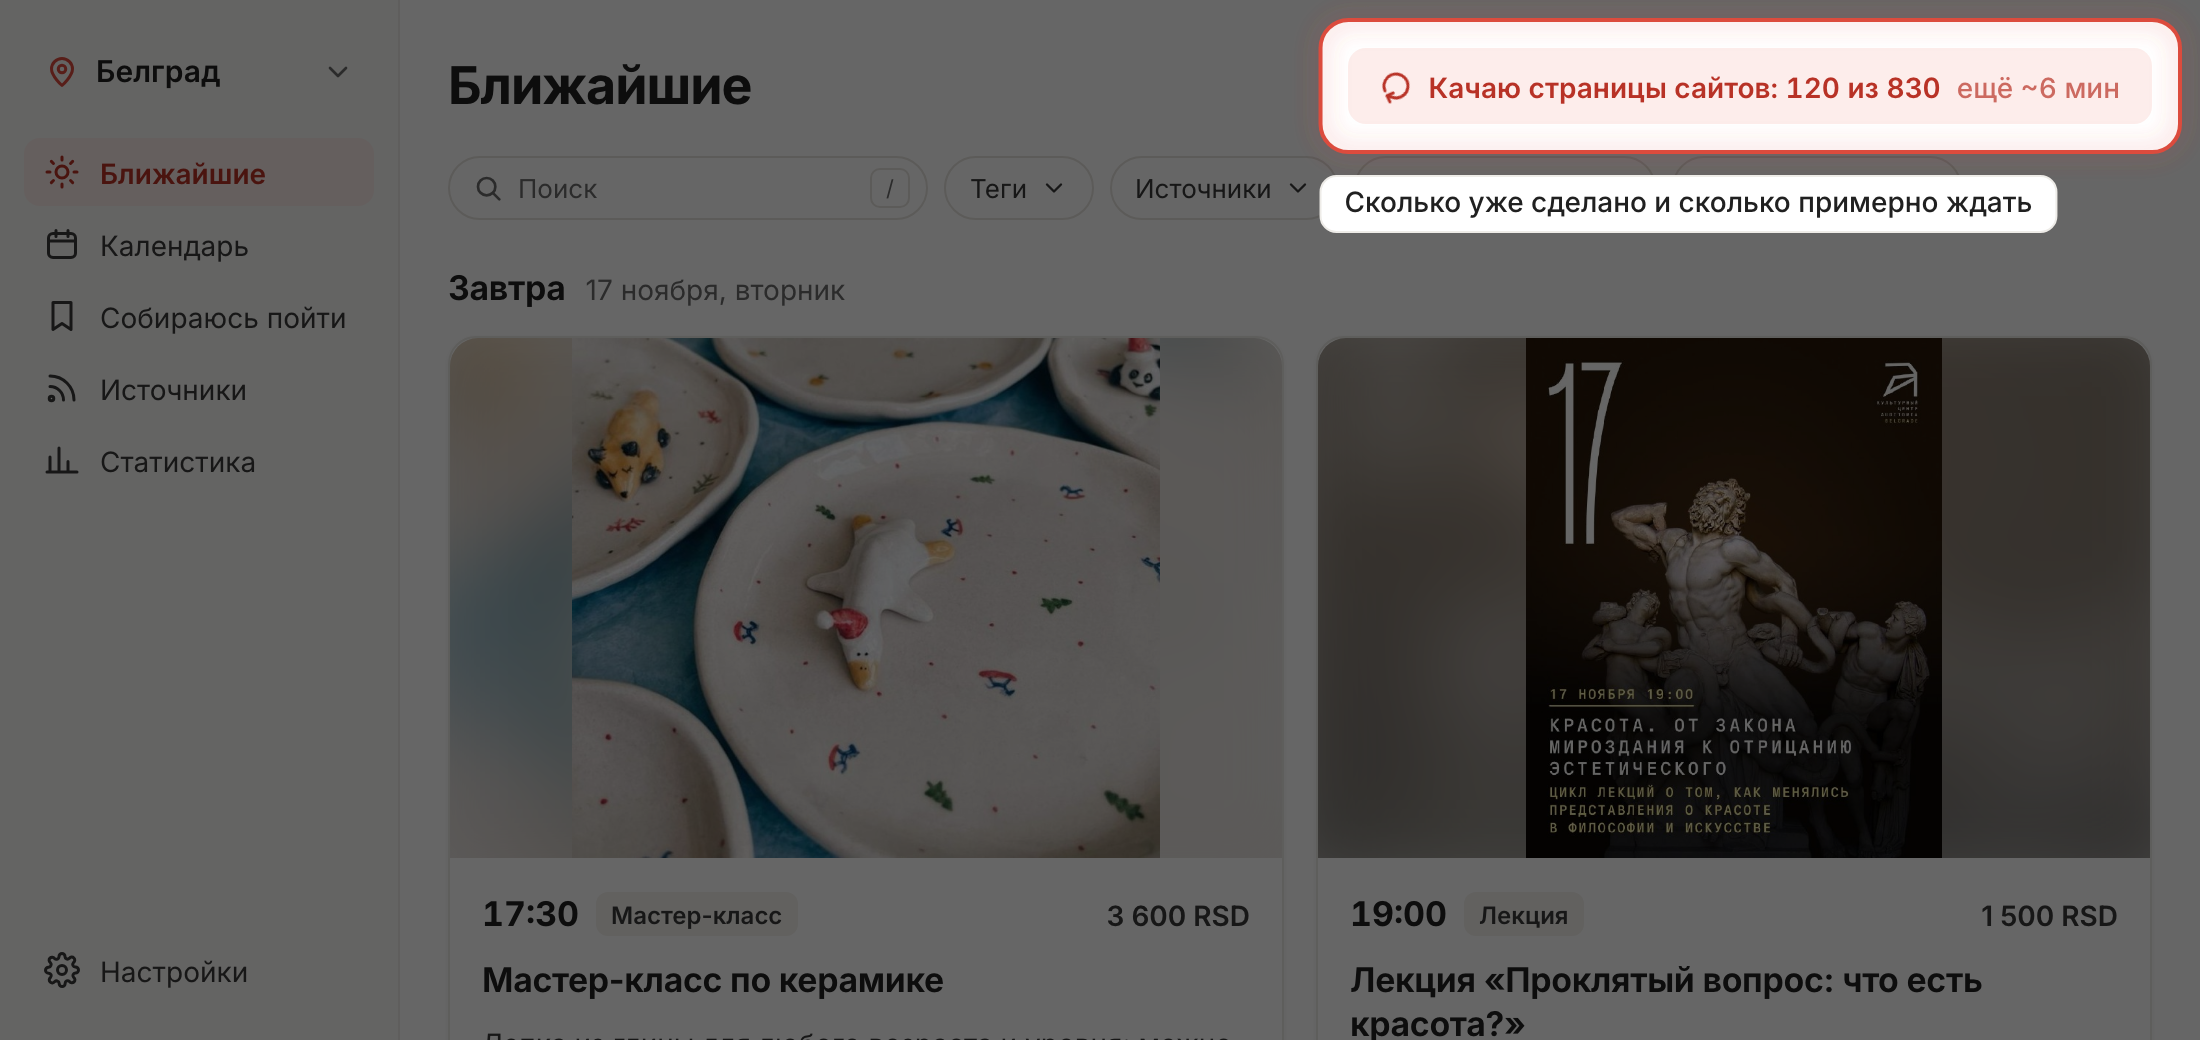 Белград
Ближайшие
Календарь
Собираюсь пойти
Источники
Статистика
Настройки
Ближайшие
Качаю страницы сайтов: 120 из 830 ещё ~6 мин
Поиск /
Теги
Источники
Сколько уже сделано и сколько примерно ждать
Завтра 17 ноября, вторник
17
17 НОЯБРЯ 19:00
КРАСОТА. ОТ ЗАКОНА
МИРОЗДАНИЯ К ОТРИЦАНИЮ
ЭСТЕТИЧЕСКОГО
ЦИКЛ ЛЕКЦИЙ О ТОМ, КАК МЕНЯЛИСЬ
ПРЕДСТАВЛЕНИЯ О КРАСОТЕ
В ФИЛОСОФИИ И ИСКУССТВЕ
17:30 Мастер-класс 3 600 RSD
Мастер-класс по керамике
19:00 Лекция 1 500 RSD
Лекция «Проклятый вопрос: что есть
красота?»